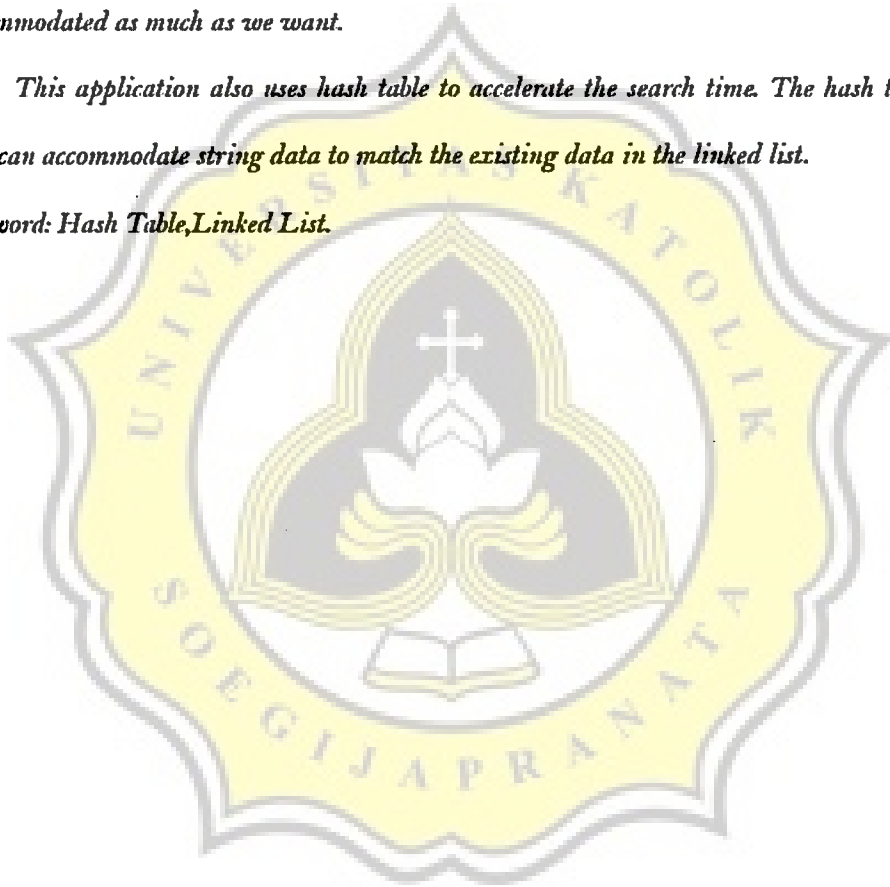 nmodated as much as we want.
This application also uses hash table to accelerate the search time. The hash t
can accommodate string data to match the existing data in the linked list.
word: Hash Table,Linked List.
UNIVERSITAS KATOLIK
SOEGIJAPRANATA